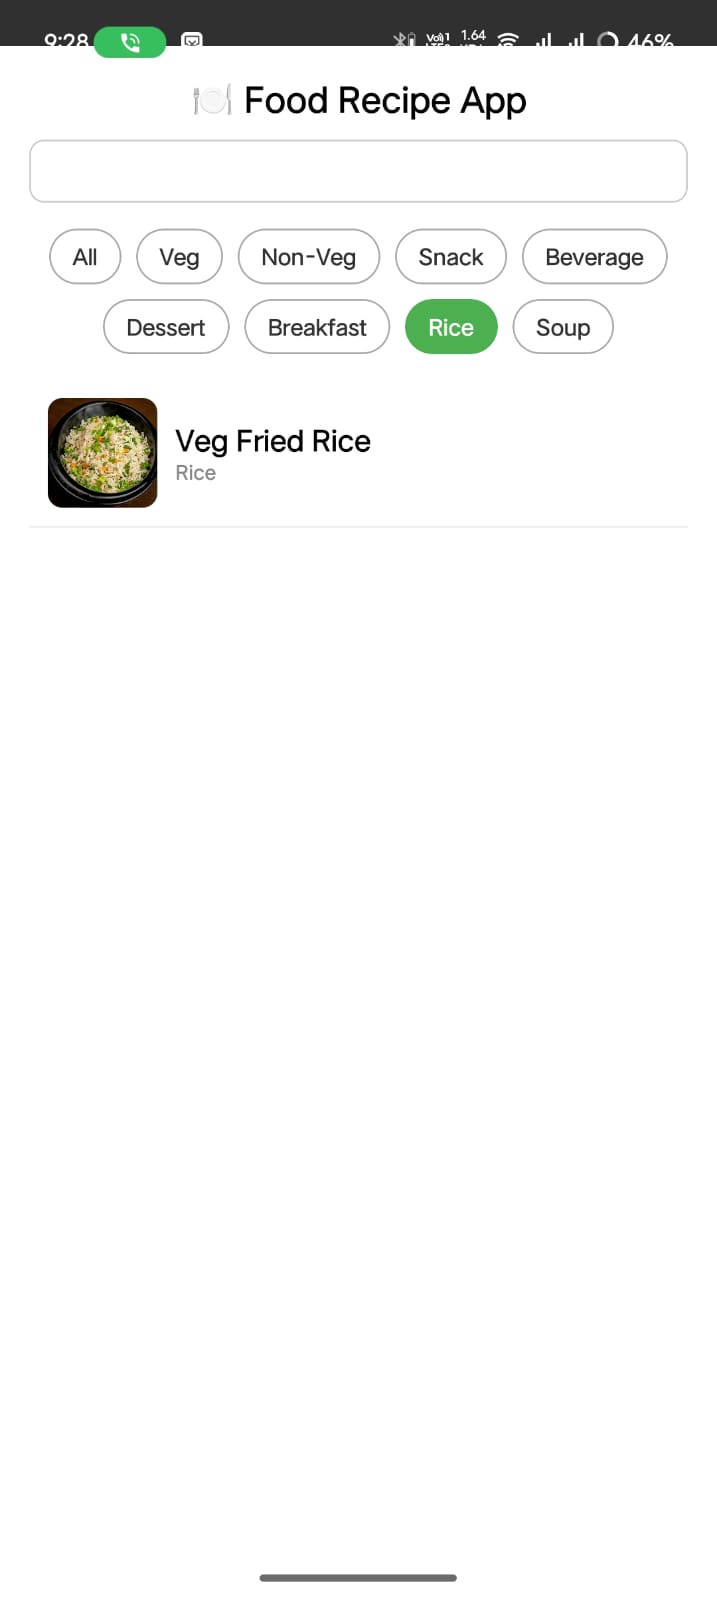 9:28 1.64 46%
🍽️ Food Recipe App
All Veg Non-Veg Snack Beverage
Dessert Breakfast Rice Soup
Veg Fried Rice
Rice